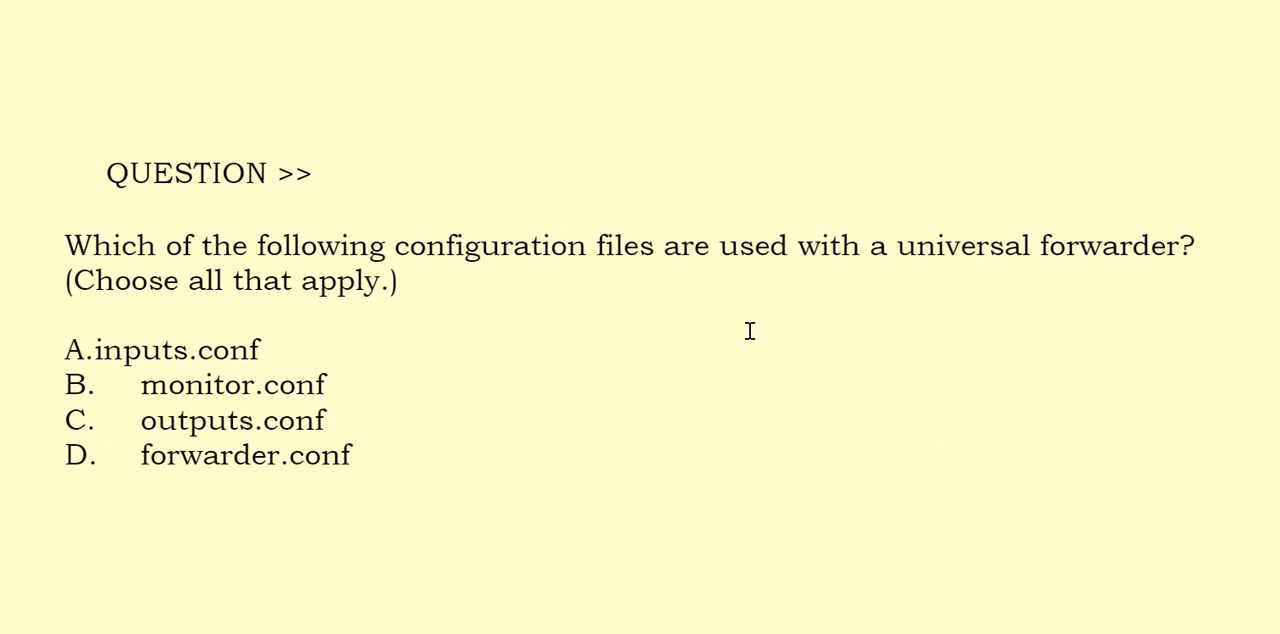 QUESTION >>
Which of the following configuration files are used with a universal forwarder?
(Choose all that apply.)
A.inputs.conf
B. monitor.conf
C. outputs.conf
D. forwarder.conf